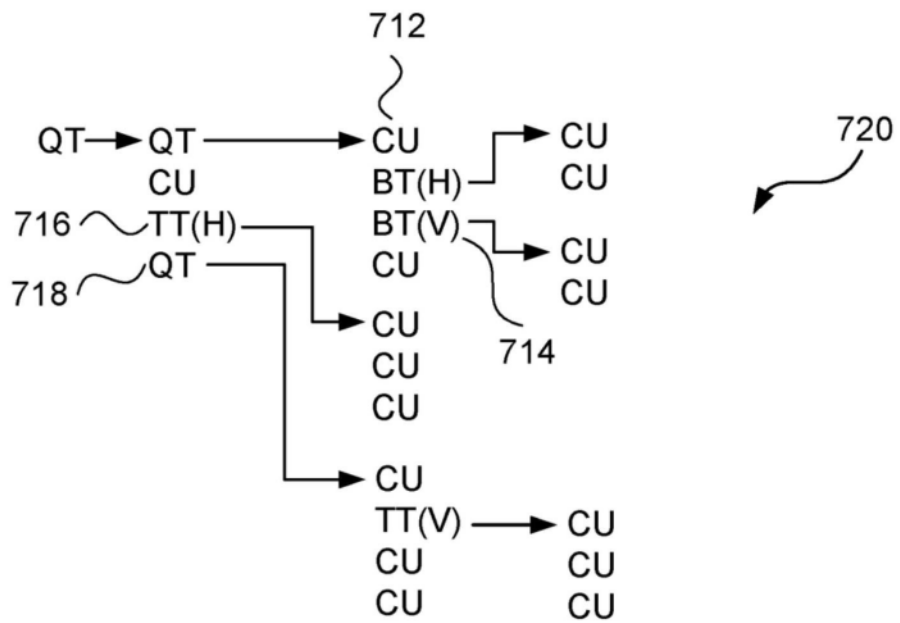 712
QT QT CU CU 720
CU BT(H) CU
716 TT(H) BT(V) CU
718 QT CU CU
CU 714
CU
CU
CU
TT(V) CU
CU CU
CU CU